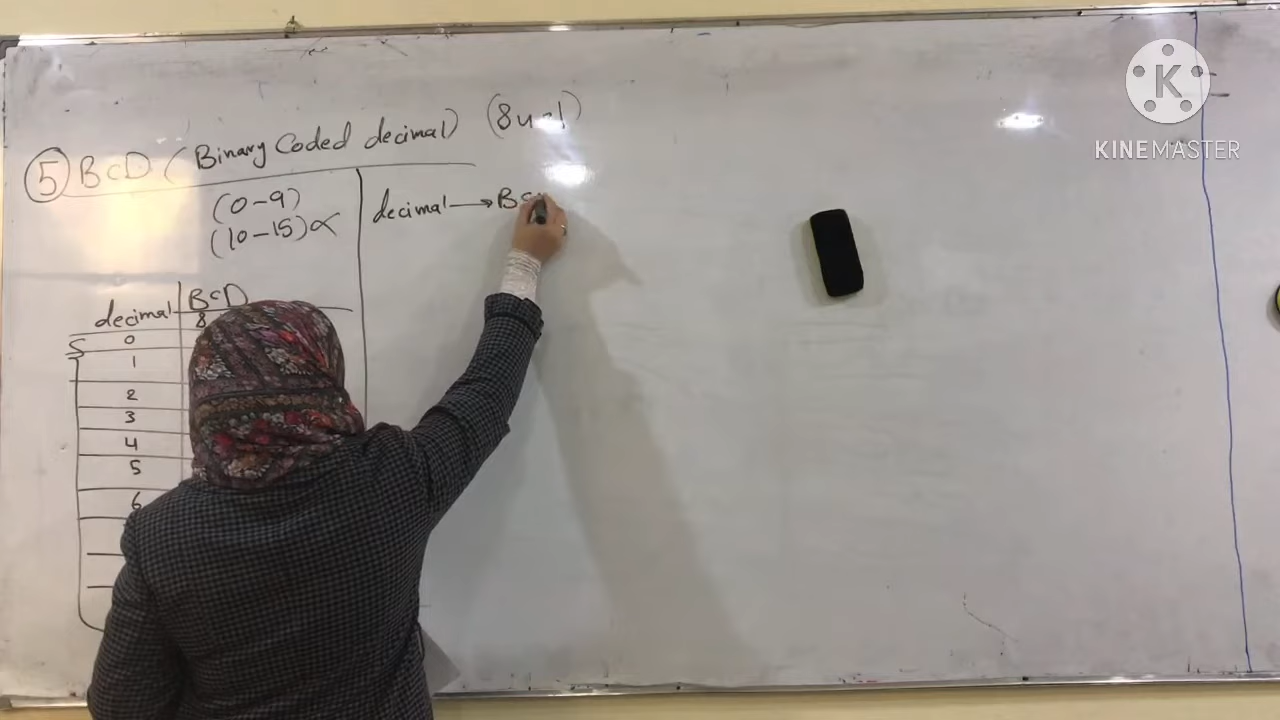 5 BCD (Binary Coded decimal) (8421)
(0-9)
(10-15)
decimal → BC
decimal BCD
8
0
1
2
3
4
5
6
K
KINEMASTER